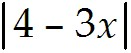 |4 – 3x|